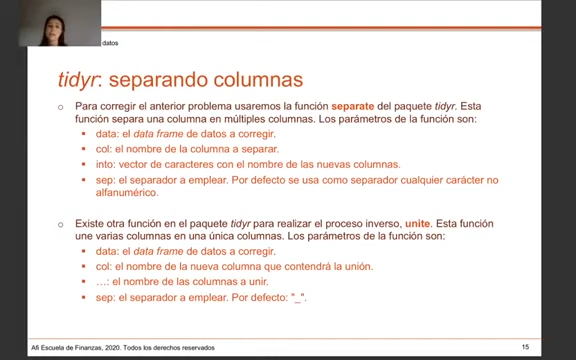 datos
tidyr: separando columnas
o Para corregir el anterior problema usaremos la función separate del paquete tidyr. Esta
función separa una columna en múltiples columnas. Los parámetros de la función son:
▪ data: el data frame de datos a corregir.
▪ col: el nombre de la columna a separar.
▪ into: vector de caracteres con el nombre de las nuevas columnas.
▪ sep: el separador a emplear. Por defecto se usa como separador cualquier carácter no
alfanumérico.
o Existe otra función en el paquete tidyr para realizar el proceso inverso, unite. Esta función
une varias columnas en una única columnas. Los parámetros de la función son:
▪ data: el data frame de datos a corregir.
▪ col: el nombre de la nueva columna que contendrá la unión.
▪ …: el nombre de las columnas a unir.
▪ sep: el separador a emplear. Por defecto: "_".
Afi Escuela de Finanzas, 2020. Todos los derechos reservados
15